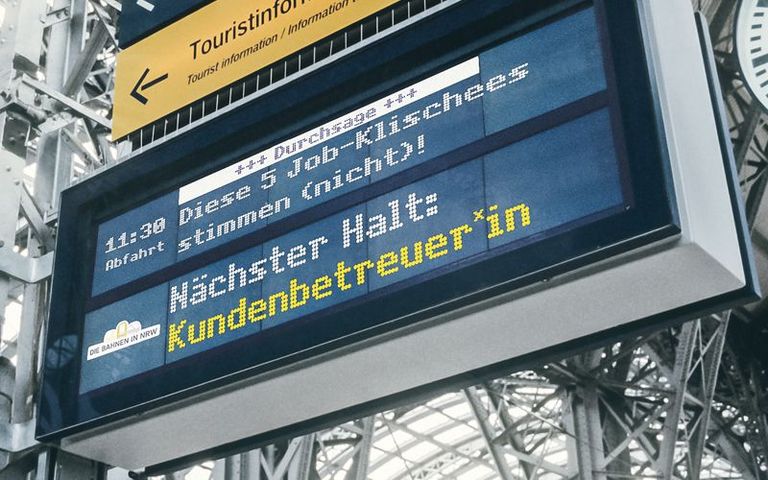 Touristinfor
Tourist information / Information
+++ Durchsage +++
11:30
Abfahrt
Diese 5 Job-Klischees
stimmen (nicht)!
Nächster Halt:
Kundenbetreuer*in
DIE BAHNEN IN NRW